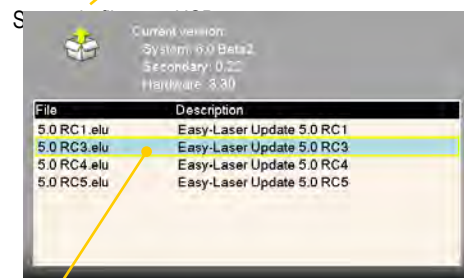 Current version:
System: 6.0 Beta2
Secondary: 0.22
Hardware: 3.30
File Description
5.0 RC1.elu Easy-Laser Update 5.0 RC1
5.0 RC3.elu Easy-Laser Update 5.0 RC3
5.0 RC4.elu Easy-Laser Update 5.0 RC4
5.0 RC5.elu Easy-Laser Update 5.0 RC5